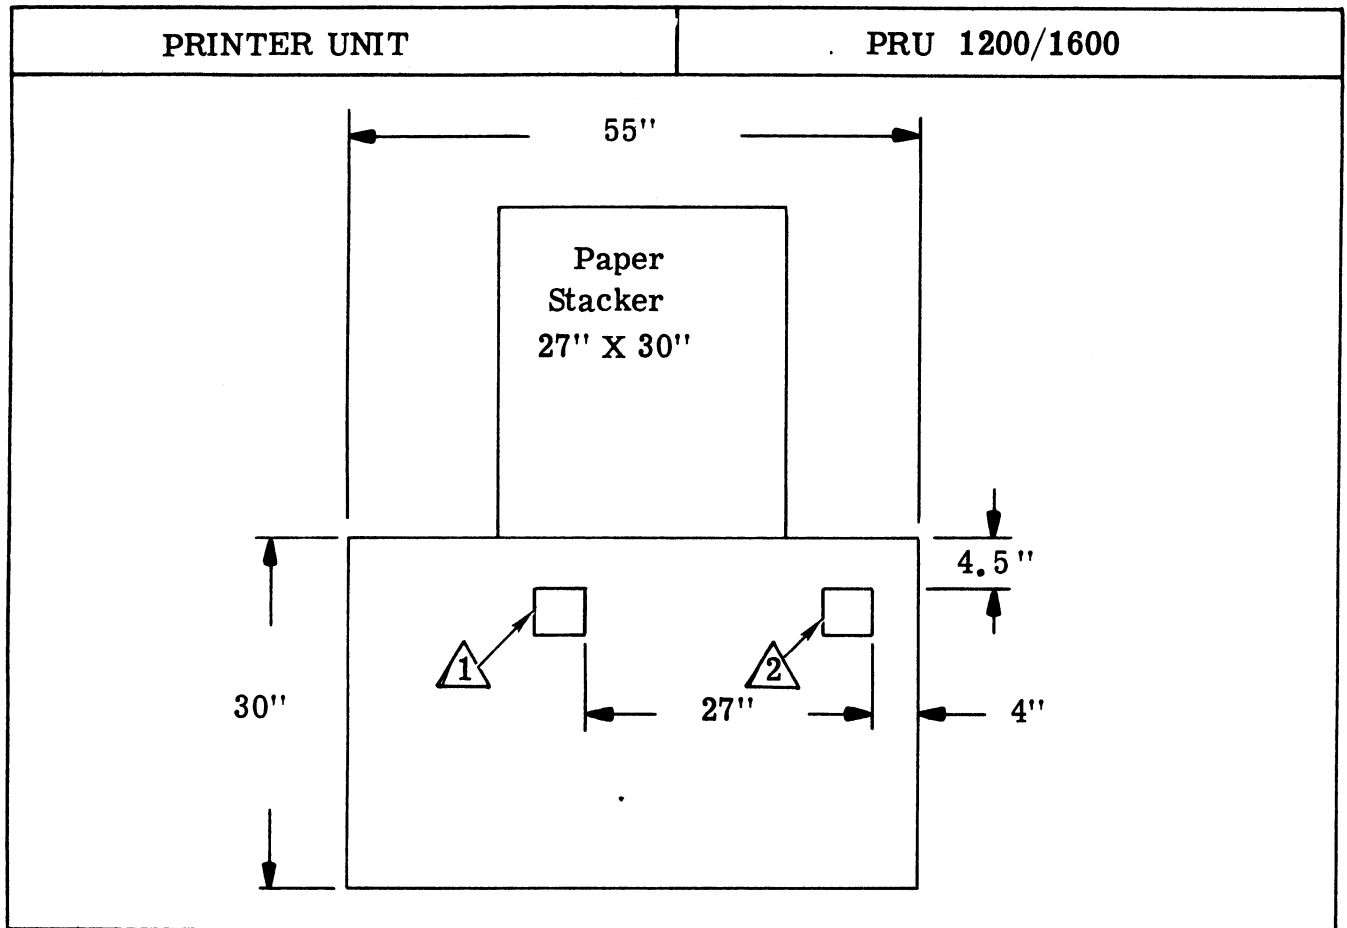 PRINTER UNIT
PRU 1200/1600
55''
Paper
Stacker
27'' X 30''
4.5''
1
2
30''
27''
4''